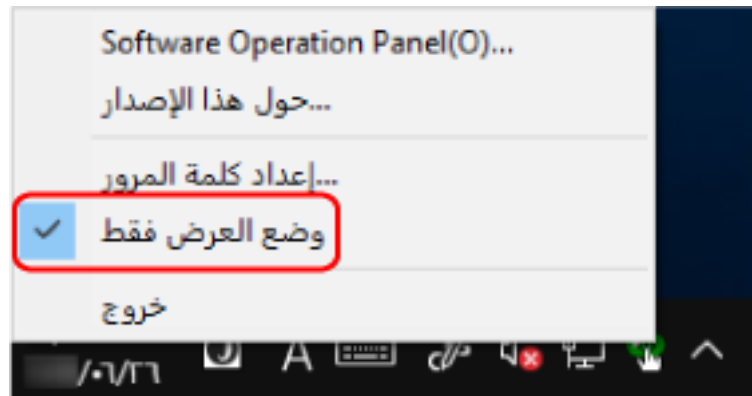 Software Operation Panel(O)...
حول هذا الإصدار...
إعداد كلمة المرور...
وضع العرض فقط
خروج
A
/٠٦/٢٦